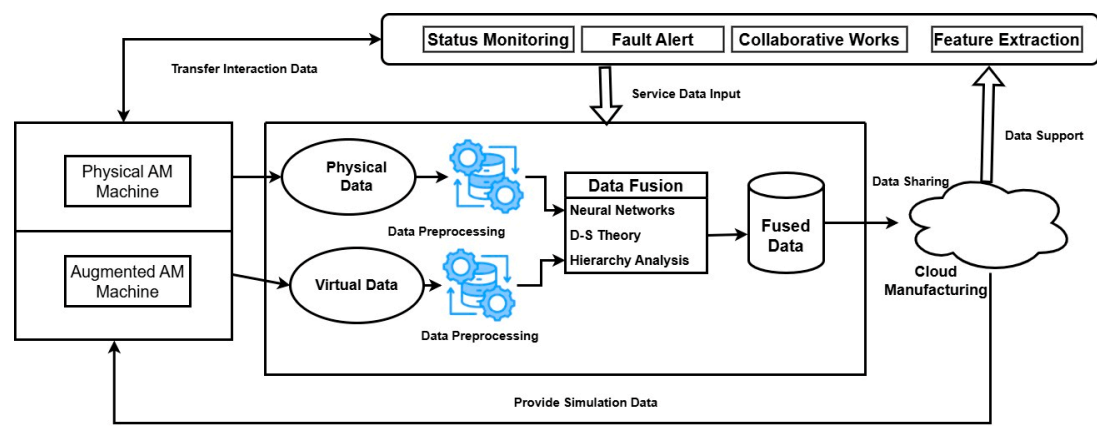 Status Monitoring
Fault Alert
Collaborative Works
Feature Extraction
Transfer Interaction Data
Service Data Input
Data Support
Physical AM
Machine
Physical
Data
Data Preprocessing
Data Fusion
Neural Networks
D-S Theory
Hierarchy Analysis
Fused
Data
Data Sharing
Cloud
Manufacturing
Augmented AM
Machine
Virtual Data
Data Preprocessing
Provide Simulation Data